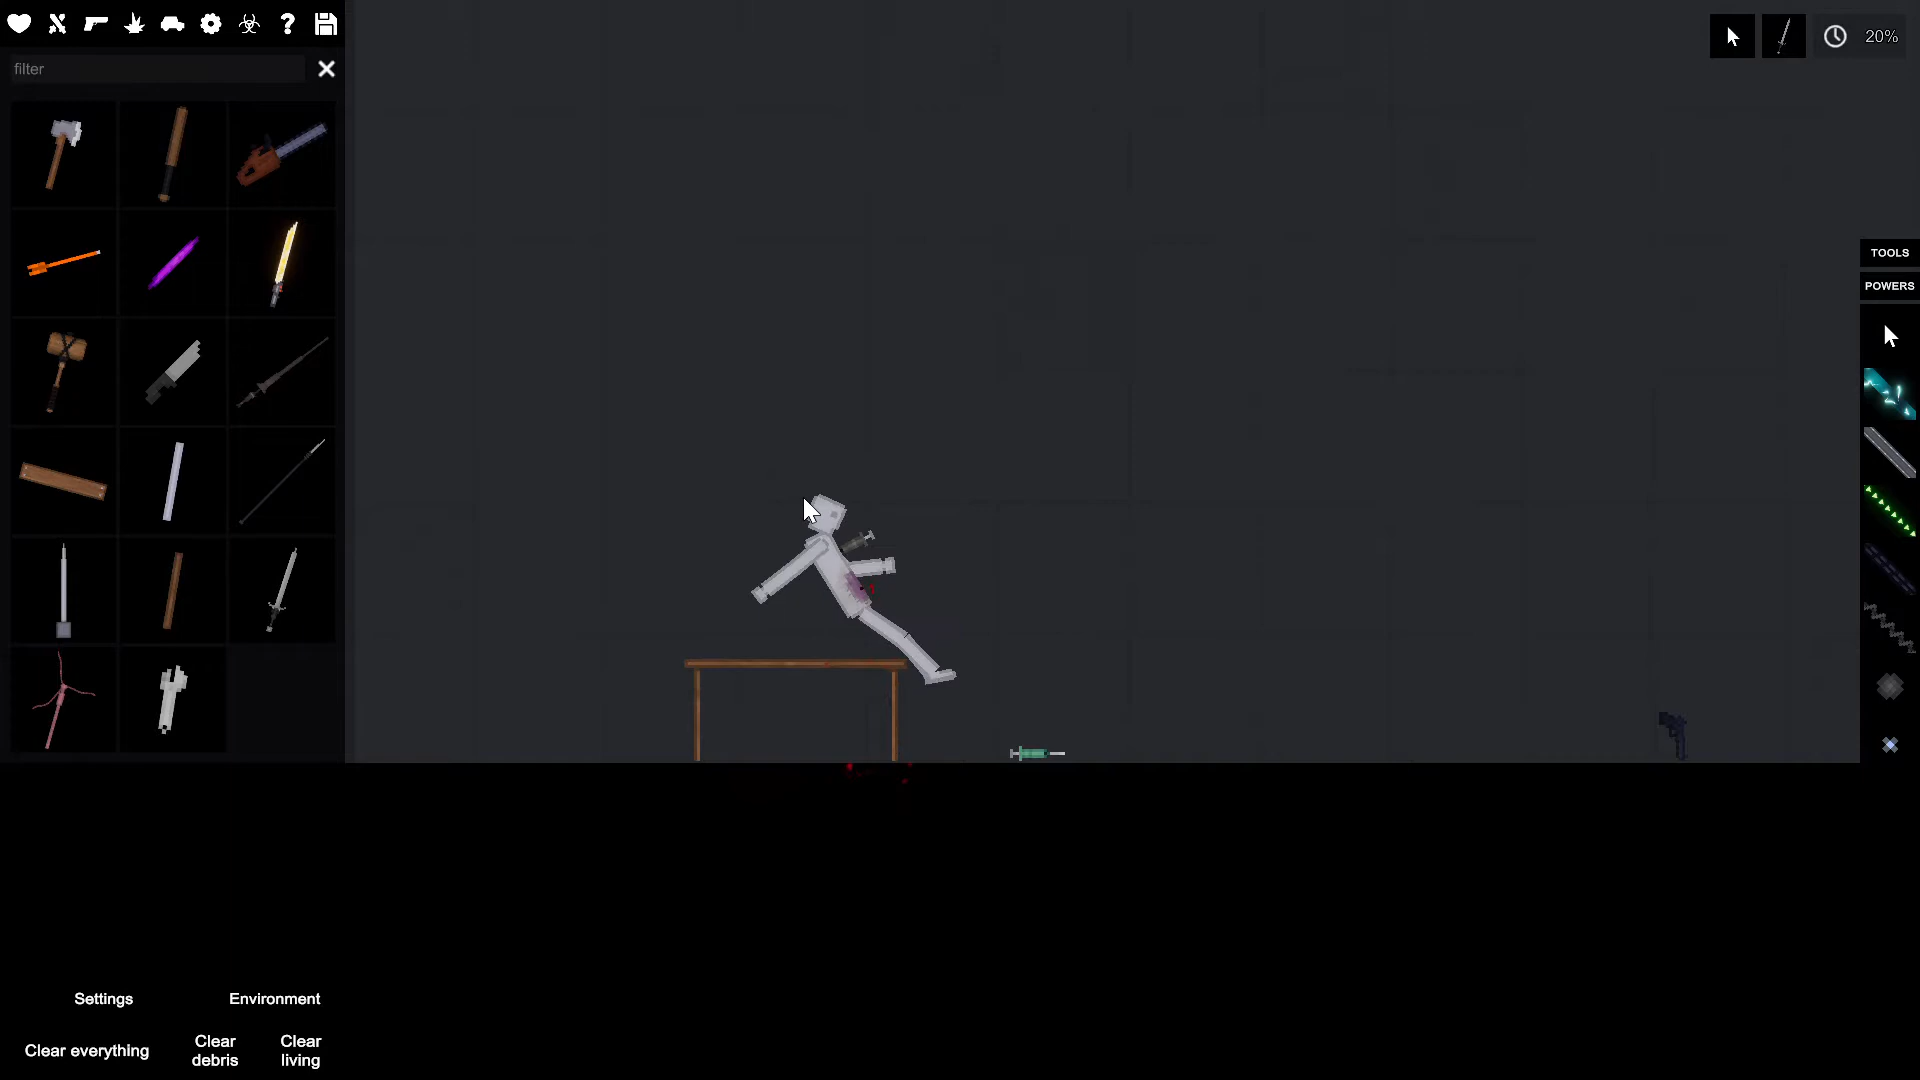 filter
20%
TOOLS
POWERS
Settings
Environment
Clear everything
Clear
debris
Clear
living